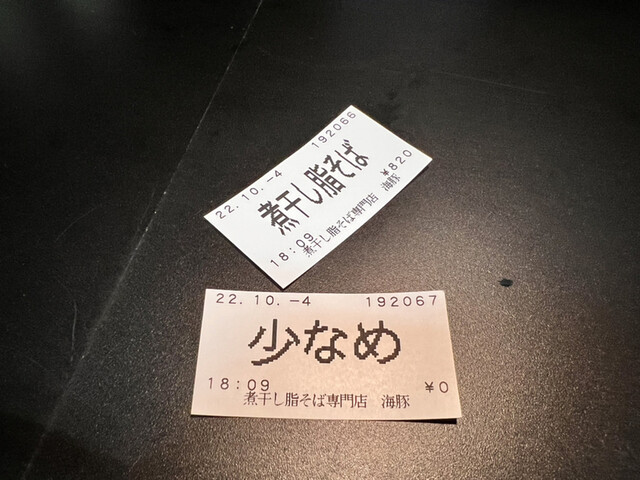 22.10.-4 192066
煮干し脂そば
18:09 ¥820
煮干し脂そば専門店 海豚
22.10.-4 192067
少なめ
18:09 ¥0
煮干し脂そば専門店 海豚